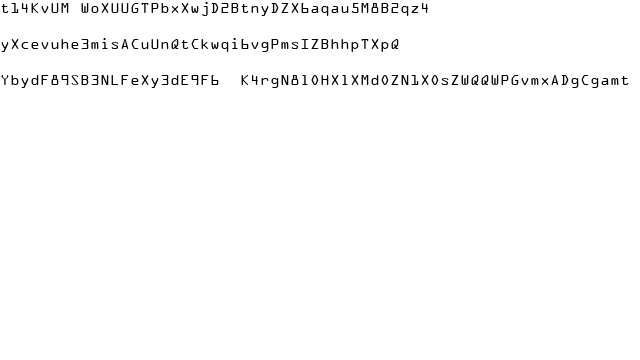 t14KvUM WoXUUGTPbxXwjD2BtnyDZX6aqau5M8B2qz4
yXcevuhe3misACuUnQtCkwqi6vgPmsIZBhhpTXpQ
YbydF89SB3NLFeXy3dE9F6  K4rgN810HX1XMd0ZN1X0sZWQQWPGvmxADgCgamt